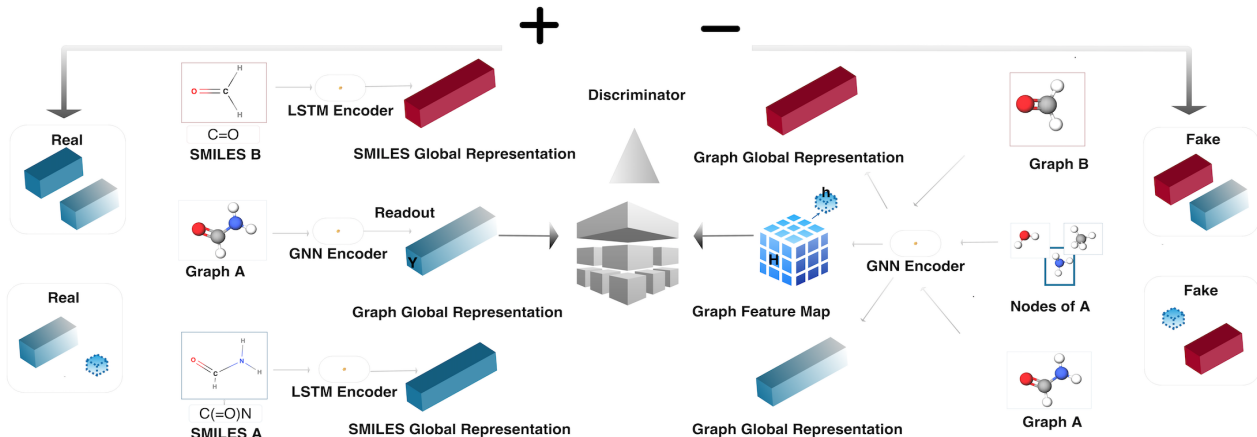 +
−
H
O
C
H
C=O
SMILES B
LSTM Encoder
SMILES Global Representation
Discriminator
Graph Global Representation
Graph B
Real
Fake
Graph A
GNN Encoder
Readout
Y
Graph Global Representation
h
H
Graph Feature Map
GNN Encoder
Nodes of A
Real
Fake
H
O
N
H
H
C(=O)N
SMILES A
LSTM Encoder
SMILES Global Representation
Graph Global Representation
Graph A